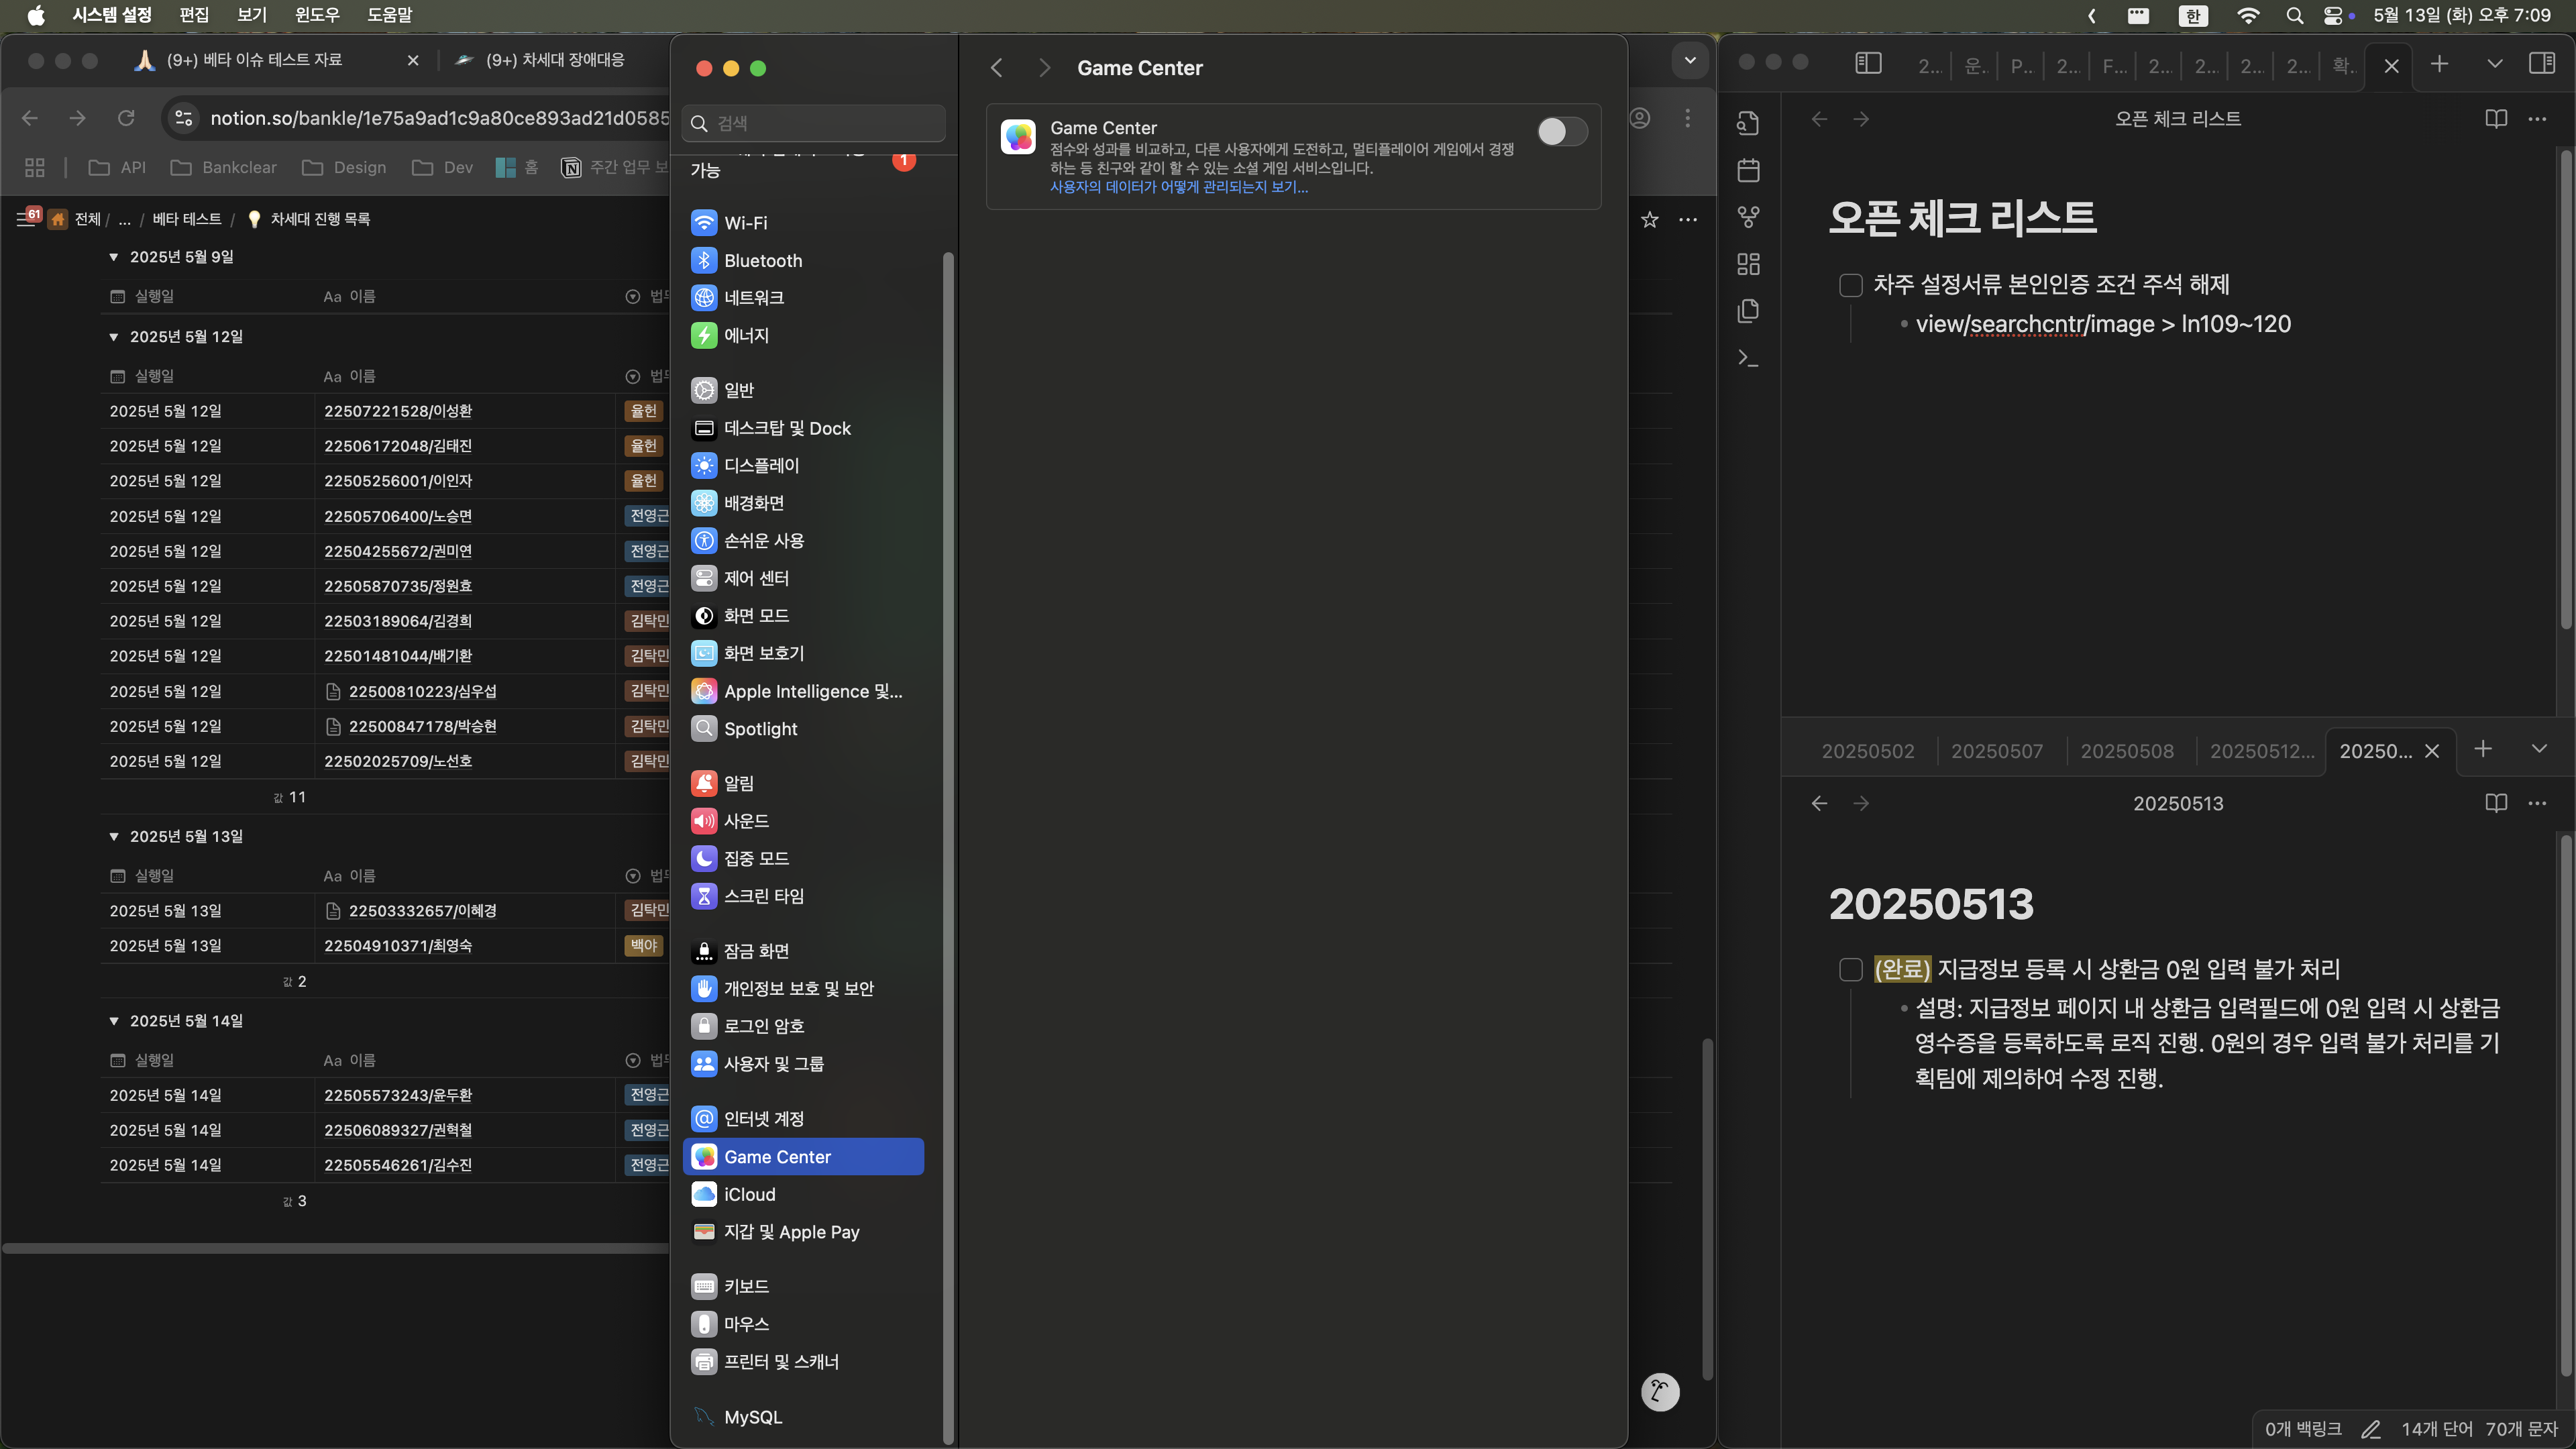 시스템 설정 편집 보기 윈도우 도움말
한 5월 13일 (화) 오후 7:09
(9+) 베타 이슈 테스트 자료
(9+) 차세대 장애대응
notion.so/bankle/1e75a9ad1c9a80ce893ad21d0585
API Bankclear Design Dev 홈 주간 업무 보
61 전체 / ... / 베타 테스트 / 차세대 진행 목록
2025년 5월 9일
실행일 Aa 이름
2025년 5월 12일
실행일 Aa 이름
2025년 5월 12일 22507221528/이성환 율헌
2025년 5월 12일 22506172048/김태진 율헌
2025년 5월 12일 22505256001/이인자 율헌
2025년 5월 12일 22505706400/노승면 전영근
2025년 5월 12일 22504255672/권미연 전영근
2025년 5월 12일 22505870735/정원효 전영근
2025년 5월 12일 22503189064/김경희 김탁민
2025년 5월 12일 22501481044/배기환 김탁민
2025년 5월 12일 22500810223/심우섭 김탁민
2025년 5월 12일 22500847178/박승현 김탁민
2025년 5월 12일 22502025709/노선호 김탁민
값 11
2025년 5월 13일
실행일 Aa 이름
2025년 5월 13일 22503332657/이혜경 김탁민
2025년 5월 13일 22504910371/최영숙 백야
값 2
2025년 5월 14일
실행일 Aa 이름
2025년 5월 14일 22505573243/윤두환 전영근
2025년 5월 14일 22506089327/권혁철 전영근
2025년 5월 14일 22505546261/김수진 전영근
값 3
검색
가능
1
Wi-Fi
Bluetooth
네트워크
에너지
일반
데스크탑 및 Dock
디스플레이
배경화면
손쉬운 사용
제어 센터
화면 모드
화면 보호기
Apple Intelligence 및...
Spotlight
알림
사운드
집중 모드
스크린 타임
잠금 화면
개인정보 보호 및 보안
로그인 암호
사용자 및 그룹
인터넷 계정
Game Center
iCloud
지갑 및 Apple Pay
키보드
마우스
프린터 및 스캐너
MySQL
Game Center
Game Center
점수와 성과를 비교하고, 다른 사용자에게 도전하고, 멀티플레이어 게임에서 경쟁
하는 등 친구와 같이 할 수 있는 소셜 게임 서비스입니다.
사용자의 데이터가 어떻게 관리되는지 보기...
2... 운. P... 2... F... 2... 2... 2... 2... 확.
오픈 체크 리스트
오픈 체크 리스트
차주 설정서류 본인인증 조건 주석 해제
view/searchcntr/image > ln109~120
20250502 20250507 20250508 20250512... 20250...
20250513
20250513
(완료) 지급정보 등록 시 상환금 0원 입력 불가 처리
설명: 지급정보 페이지 내 상환금 입력필드에 0원 입력 시 상환금
영수증을 등록하도록 로직 진행. 0원의 경우 입력 불가 처리를 기
획팀에 제의하여 수정 진행.
0개 백링크 14개 단어 70개 문자